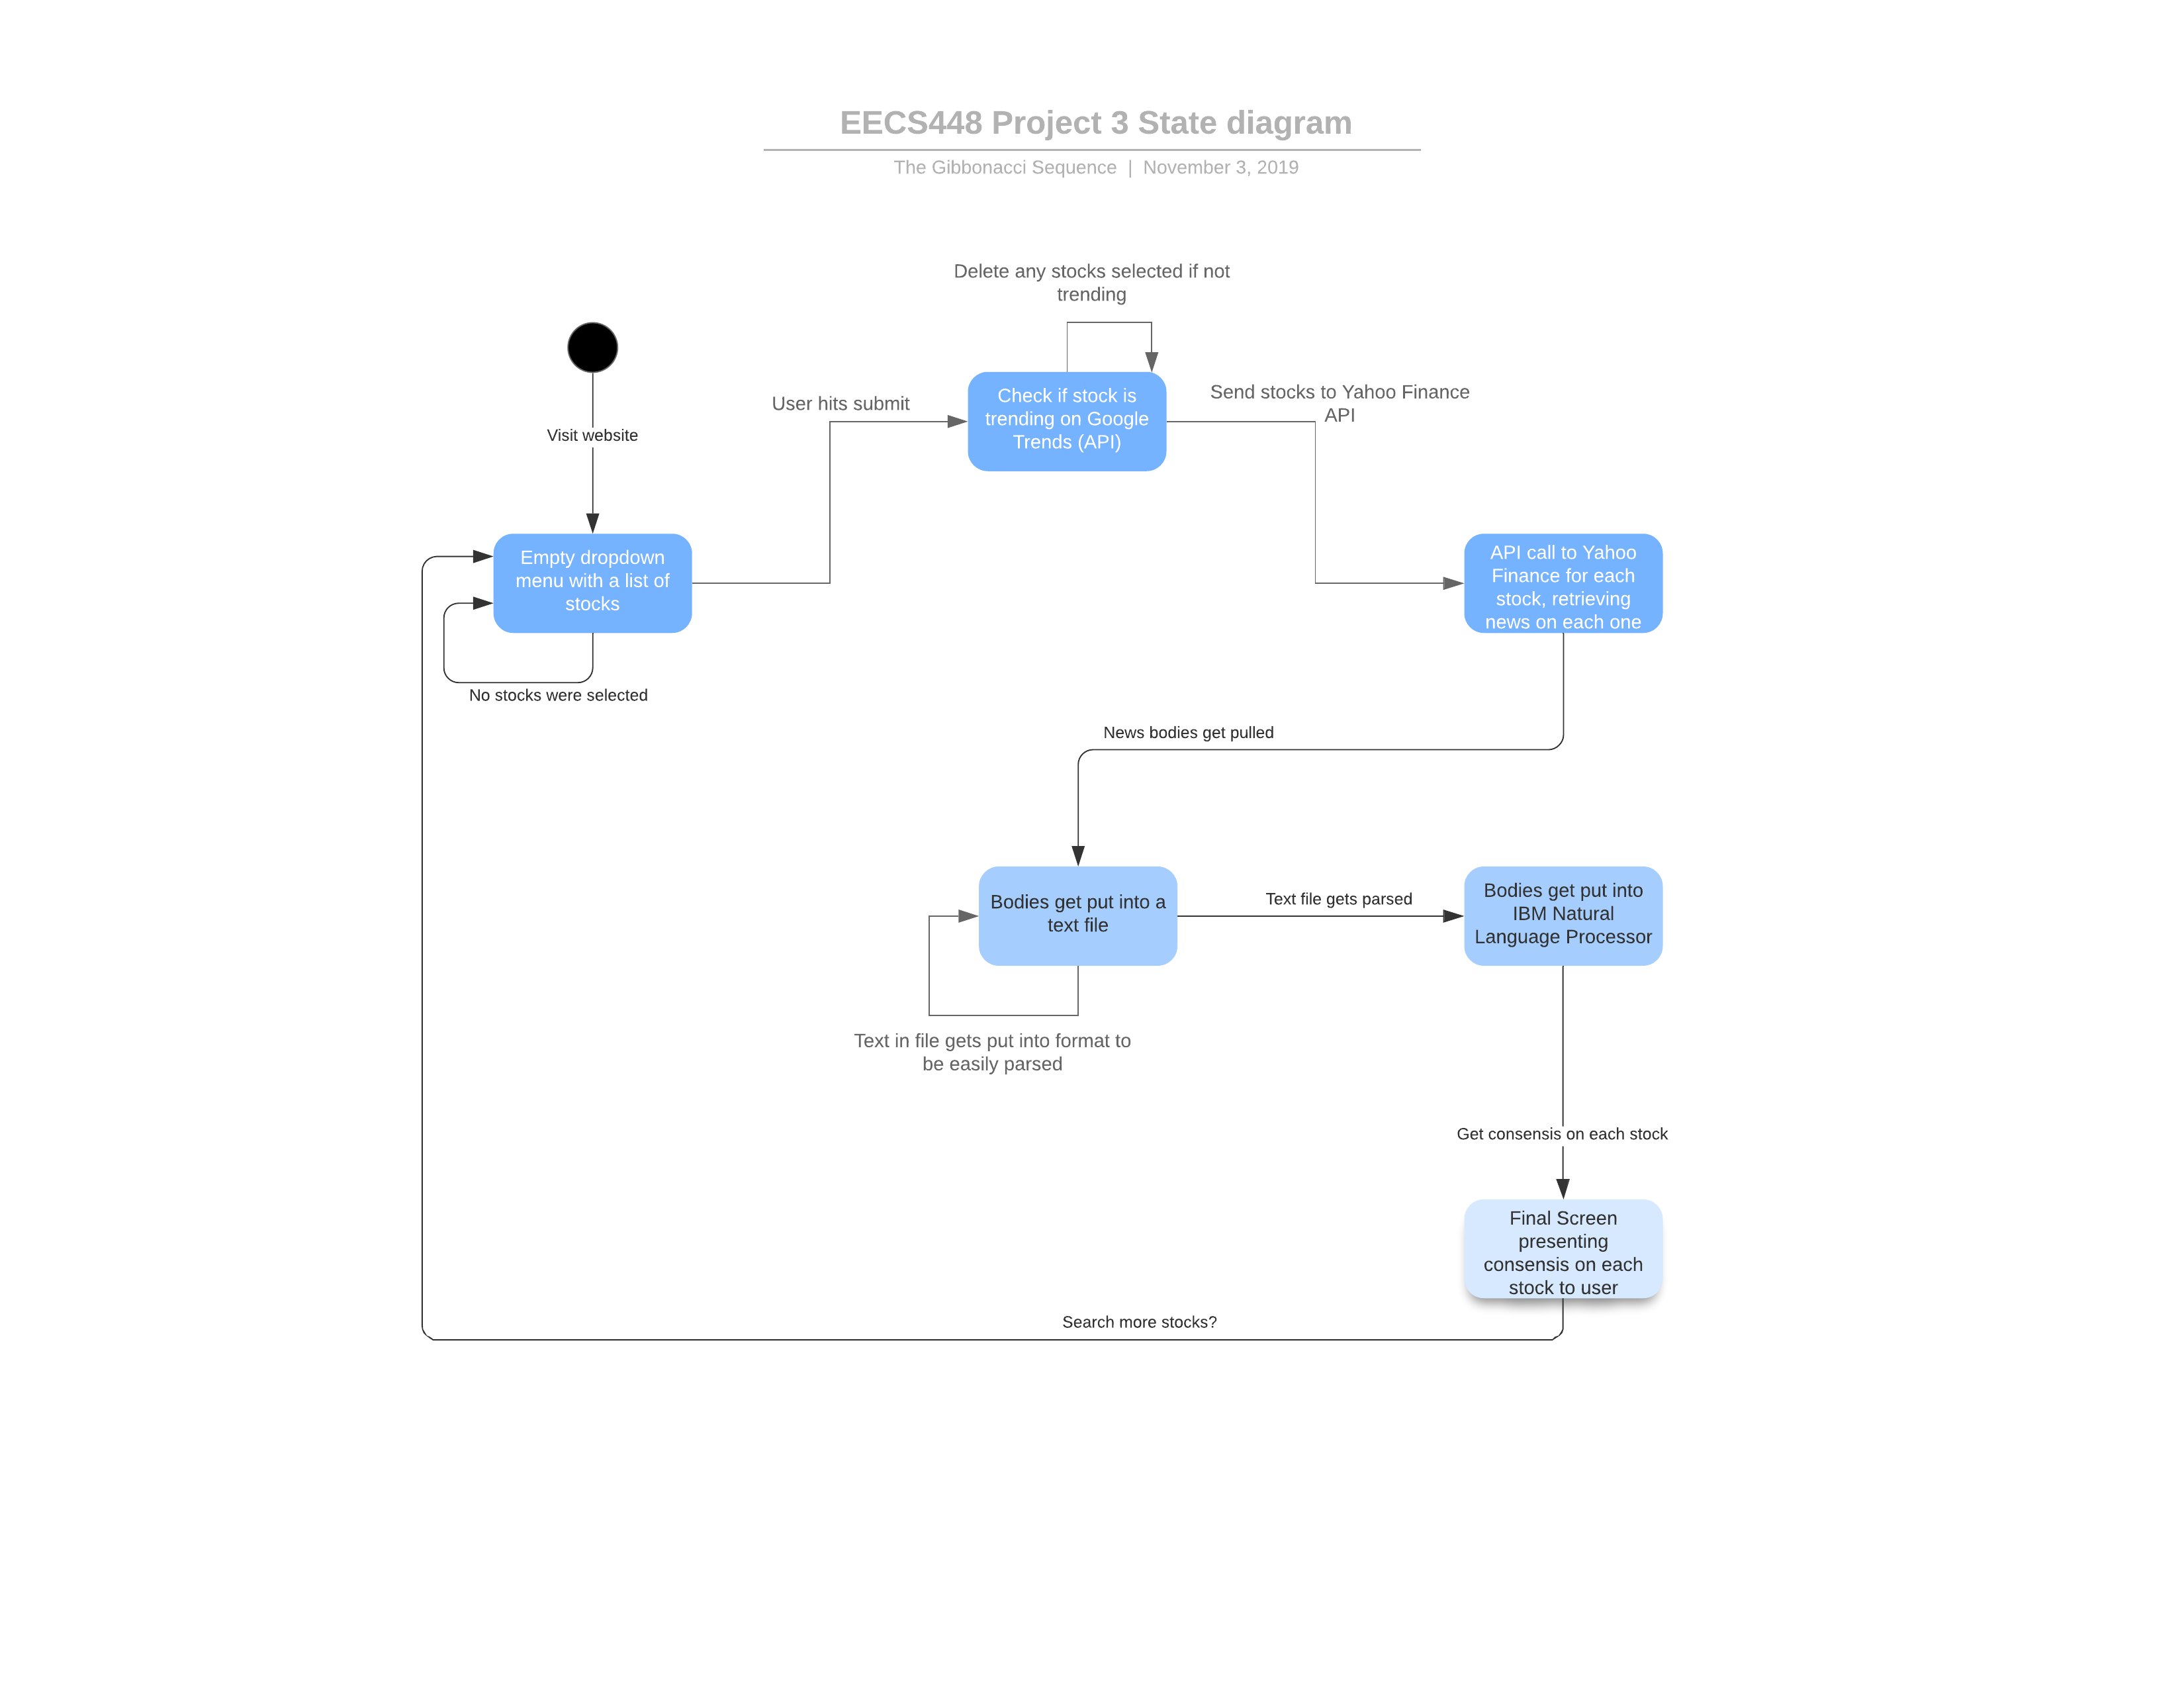 EECS448 Project 3 State diagram
The Gibbonacci Sequence | November 3, 2019
Delete any stocks selected if not
trending
User hits submit
Check if stock is
trending on Google
Trends (API)
Send stocks to Yahoo Finance
API
Visit website
Empty dropdown
menu with a list of
stocks
API call to Yahoo
Finance for each
stock, retrieving
news on each one
No stocks were selected
News bodies get pulled
Bodies get put into a
text file
Text file gets parsed
Bodies get put into
IBM Natural
Language Processor
Text in file gets put into format to
be easily parsed
Get consensis on each stock
Final Screen
presenting
consensis on each
stock to user
Search more stocks?